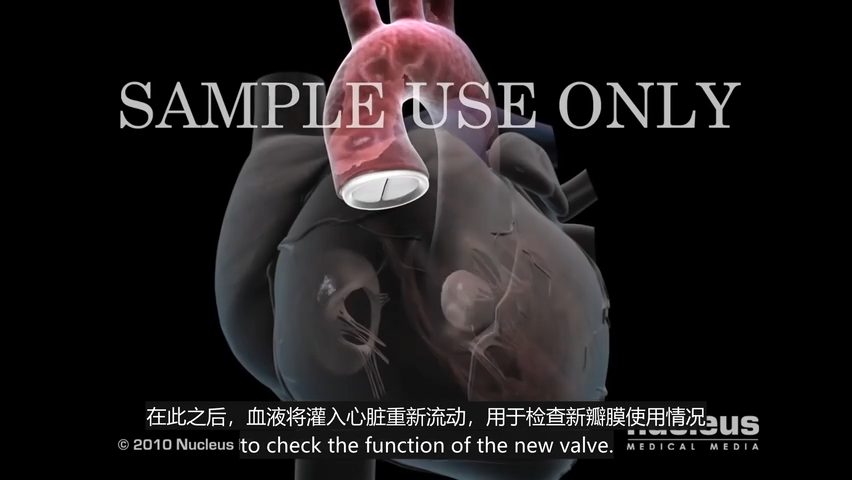 SAMPLE USE ONLY
在此之后，血液将灌入心脏重新流动，用于检查新瓣膜使用情况
© 2010 Nucleus
to check the function of the new valve.
nucleus
MEDICAL MEDIA